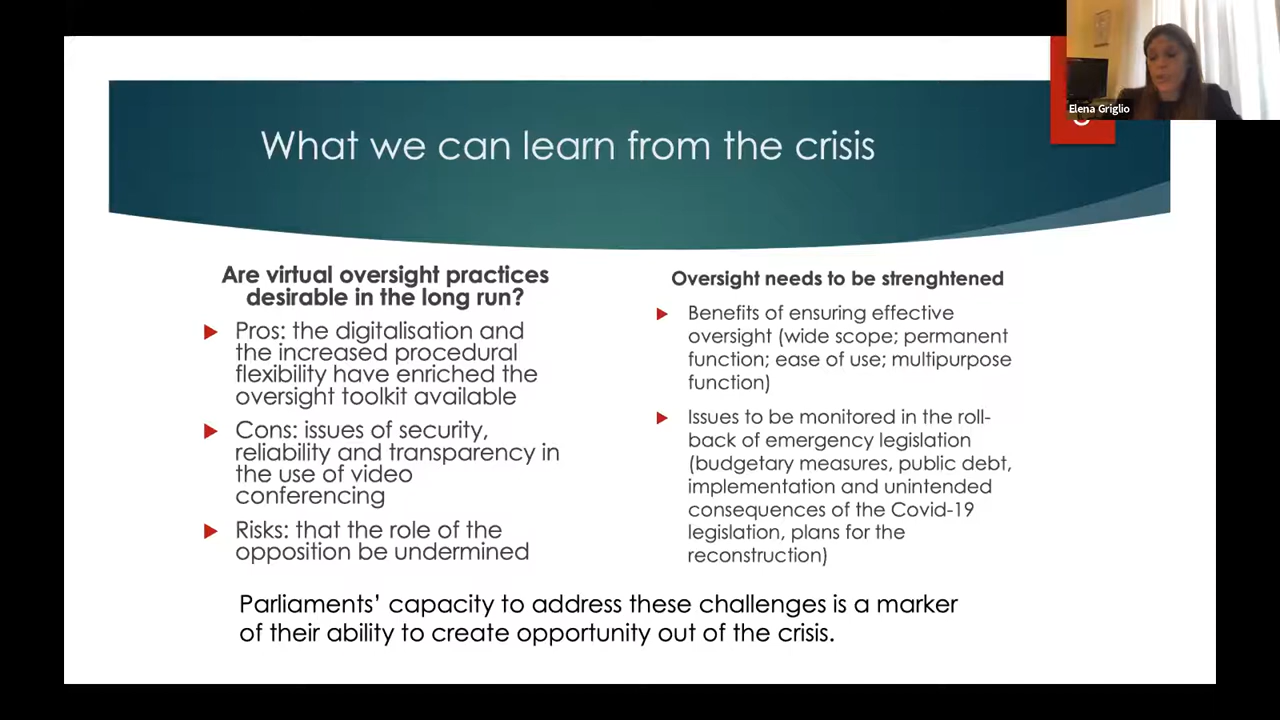 Elena Griglio
What we can learn from the crisis
Are virtual oversight practices
desirable in the long run?
Pros: the digitalisation and
the increased procedural
flexibility have enriched the
oversight toolkit available
Cons: issues of security,
reliability and transparency in
the use of video
conferencing
Risks: that the role of the
opposition be undermined
Oversight needs to be strenghtened
Benefits of ensuring effective
oversight (wide scope; permanent
function; ease of use; multipurpose
function)
Issues to be monitored in the roll-
back of emergency legislation
(budgetary measures, public debt,
implementation and unintended
consequences of the Covid-19
legislation, plans for the
reconstruction)
Parliaments’ capacity to address these challenges is a marker
of their ability to create opportunity out of the crisis.